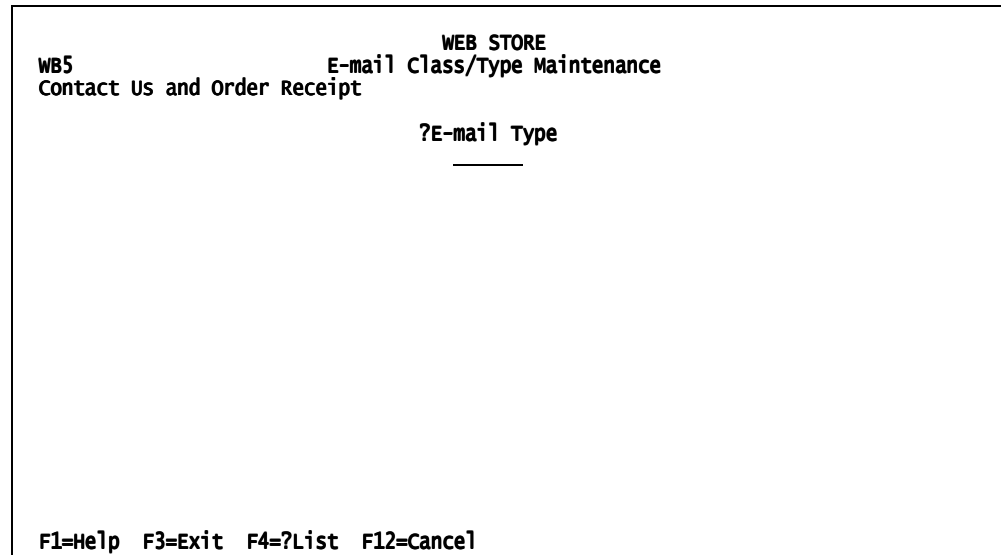 WEB STORE
WB5 E-mail Class/Type Maintenance
Contact Us and Order Receipt
?E-mail Type
F1=Help F3=Exit F4=?List F12=Cancel